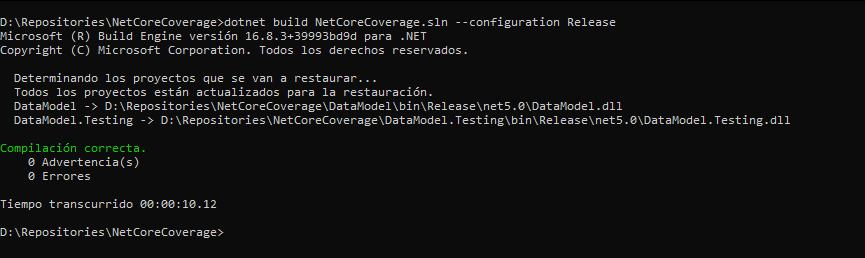 D:\Repositories\NetCoreCoverage>dotnet build NetCoreCoverage.sln --configuration Release
Microsoft (R) Build Engine versión 16.8.3+39993bd9d para .NET
Copyright (C) Microsoft Corporation. Todos los derechos reservados.
Determinando los proyectos que se van a restaurar...
Todos los proyectos están actualizados para la restauración.
DataModel -> D:\Repositories\NetCoreCoverage\DataModel\bin\Release\net5.0\DataModel.dll
DataModel.Testing -> D:\Repositories\NetCoreCoverage\DataModel.Testing\bin\Release\net5.0\DataModel.Testing.dll
Compilación correcta.
0 Advertencia(s)
0 Errores
Tiempo transcurrido 00:00:10.12
D:\Repositories\NetCoreCoverage>